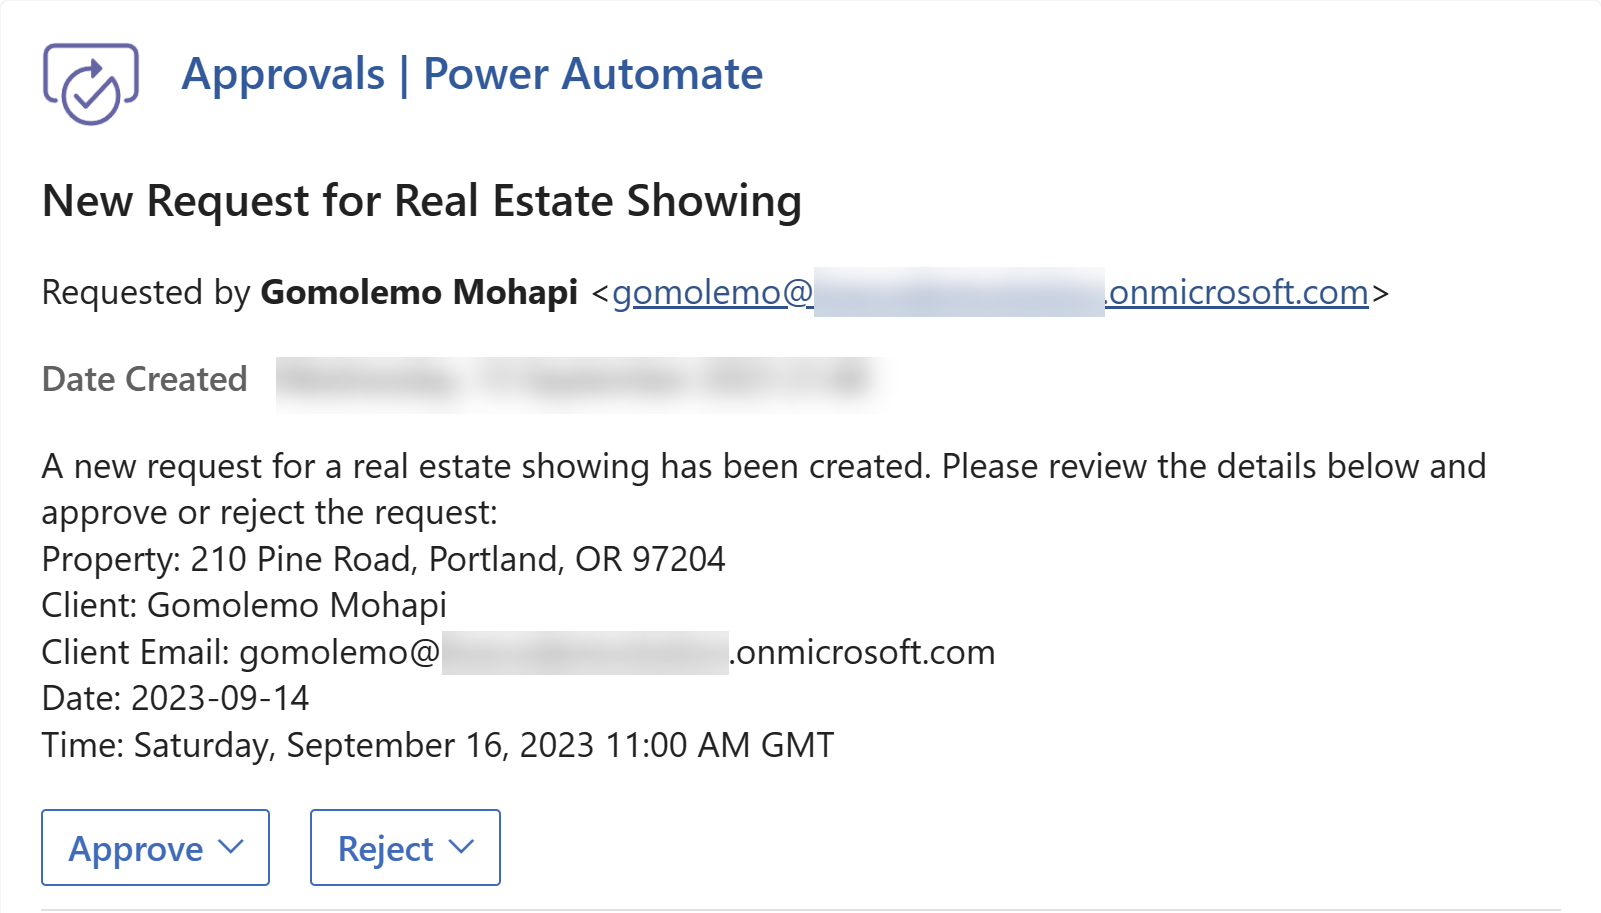 Approvals | Power Automate
New Request for Real Estate Showing
Requested by Gomolemo Mohapi <gomolemo@ .onmicrosoft.com>
Date Created
A new request for a real estate showing has been created. Please review the details below and
approve or reject the request:
Property: 210 Pine Road, Portland, OR 97204
Client: Gomolemo Mohapi
Client Email: gomolemo@ .onmicrosoft.com
Date: 2023-09-14
Time: Saturday, September 16, 2023 11:00 AM GMT
Approve Reject